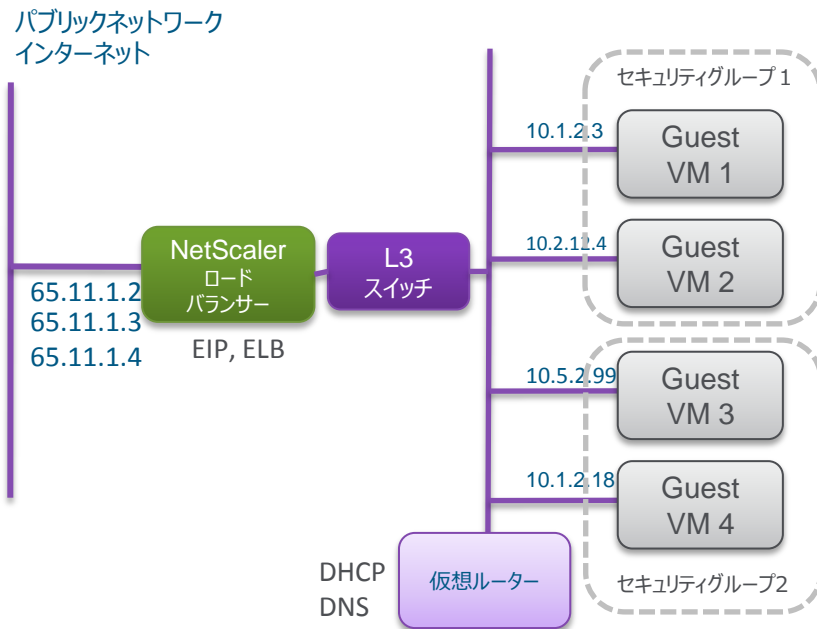 パブリックネットワーク
インターネット
65.11.1.2
65.11.1.3
65.11.1.4
NetScaler
ロード
バランサー
EIP, ELB
L3
スイッチ
セキュリティグループ 1
10.1.2.3
Guest
VM 1
10.2.12.4
Guest
VM 2
10.5.2.99
Guest
VM 3
10.1.2.18
Guest
VM 4
セキュリティグループ2
DHCP
DNS
仮想ルーター